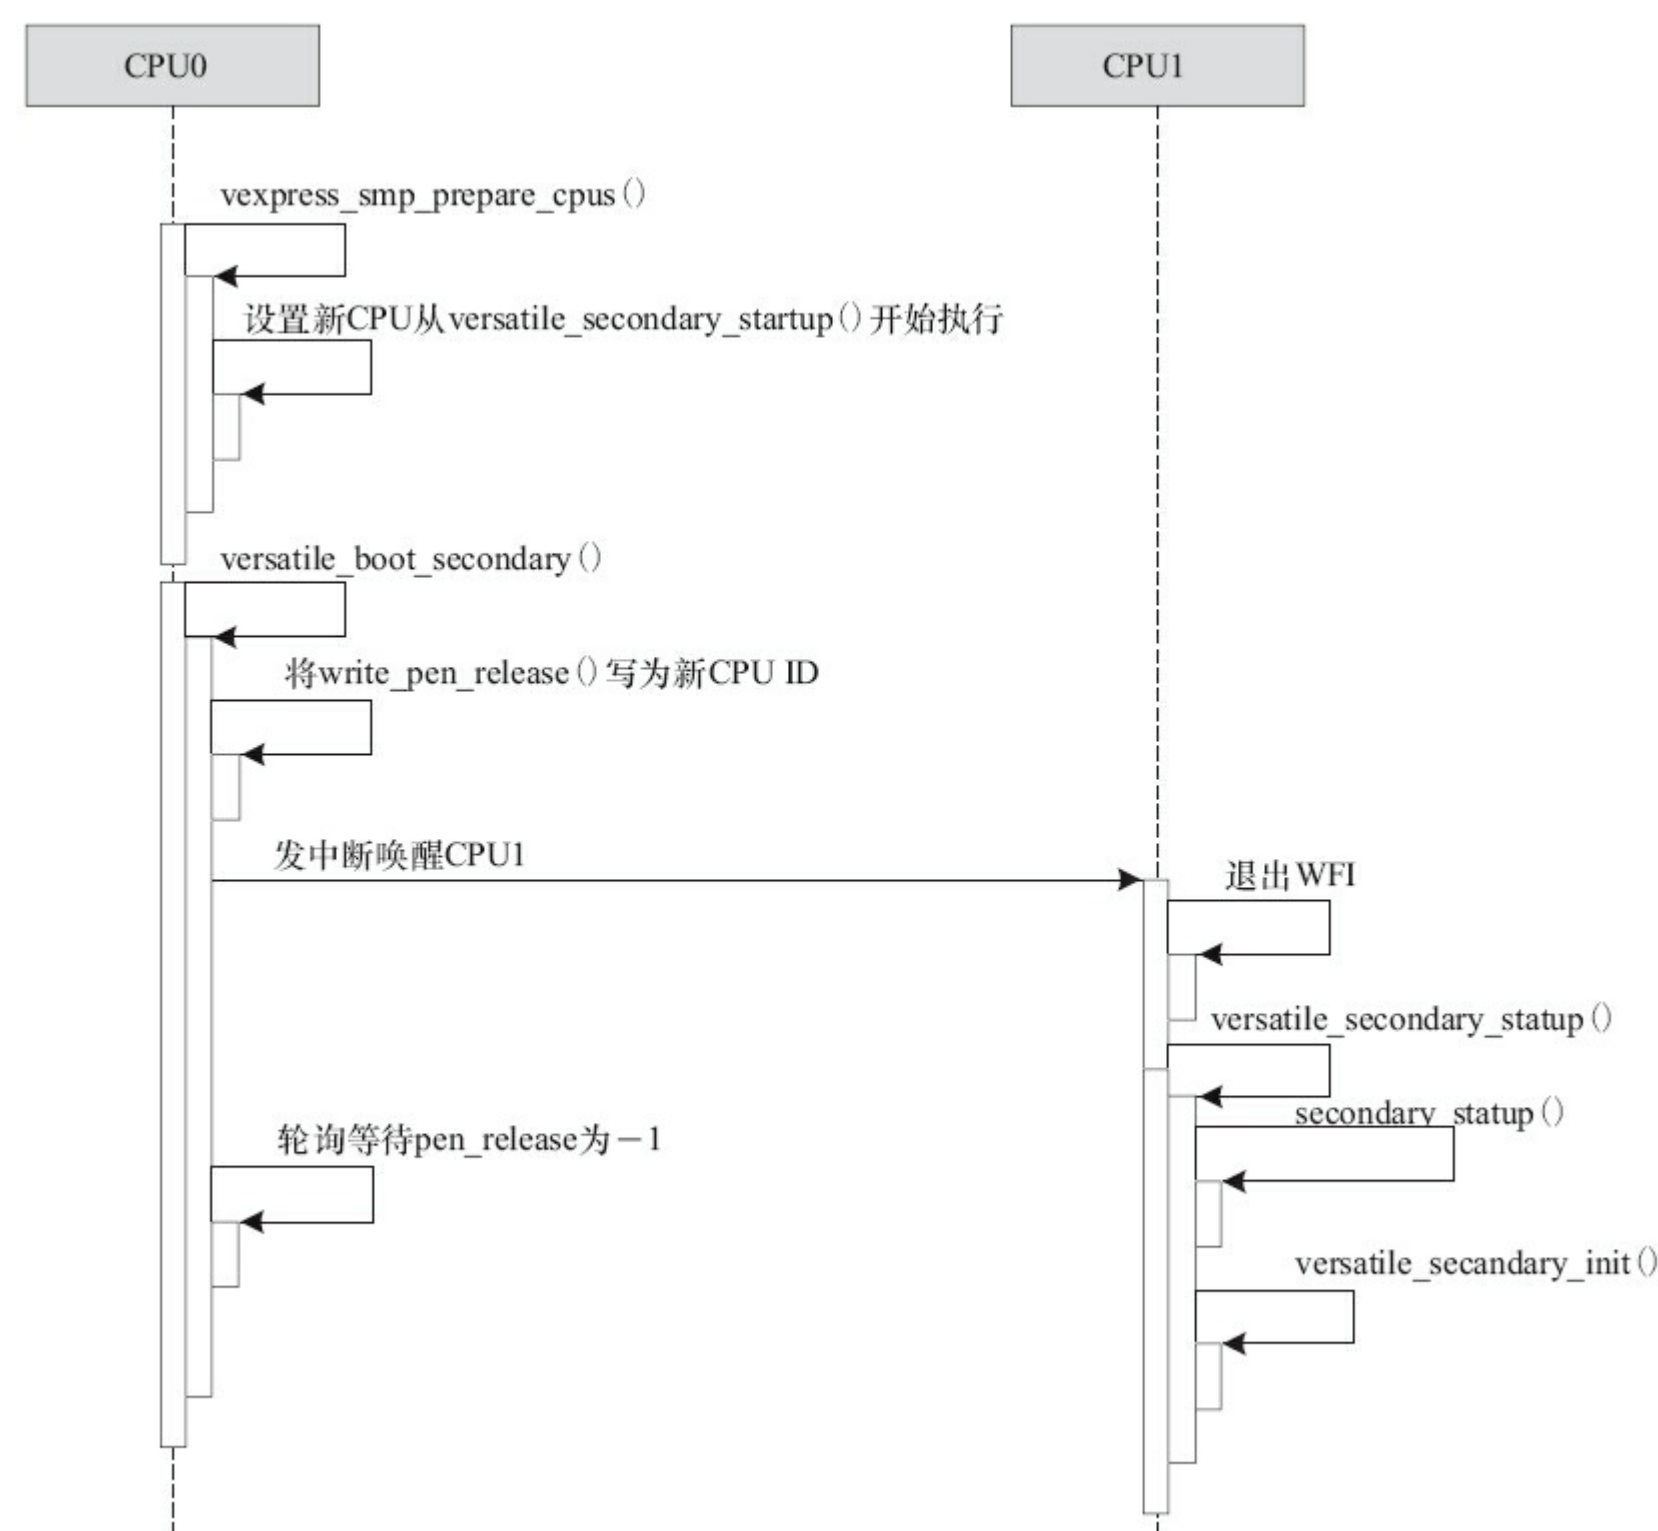 CPU0
CPU1
vexpress_smp_prepare_cpus()
设置新CPU从versatile_secondary_startup()开始执行
versatile_boot_secondary()
将write_pen_release()写为新CPU ID
发中断唤醒CPU1
退出WFI
versatile_secondary_statup()
secondary_statup()
轮询等待pen_release为-1
versatile_secandary_init()